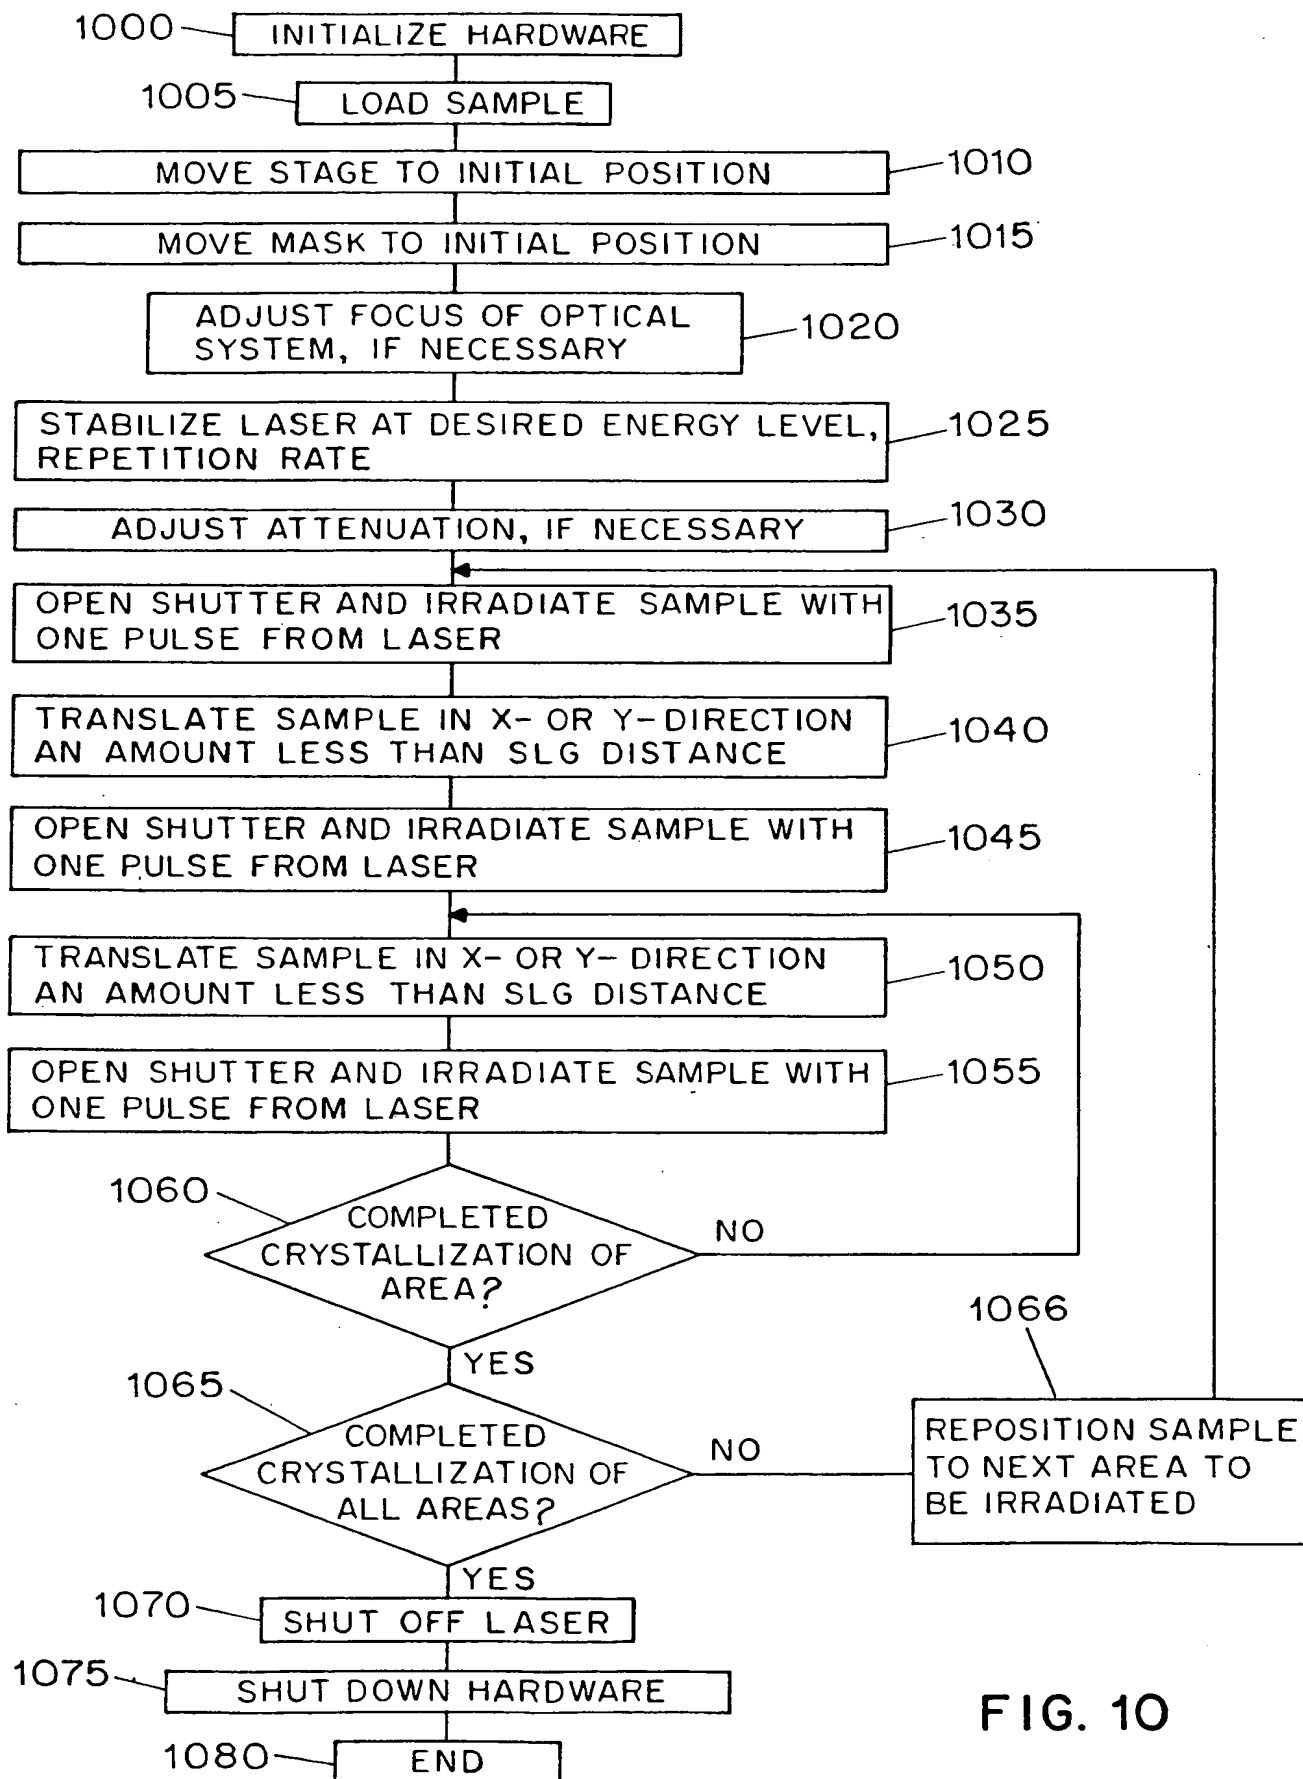 1000
INITIALIZE HARDWARE
1005
LOAD SAMPLE
MOVE STAGE TO INITIAL POSITION
1010
MOVE MASK TO INITIAL POSITION
1015
ADJUST FOCUS OF OPTICAL
SYSTEM, IF NECESSARY
1020
STABILIZE LASER AT DESIRED ENERGY LEVEL,
REPETITION RATE
1025
ADJUST ATTENUATION, IF NECESSARY
1030
OPEN SHUTTER AND IRRADIATE SAMPLE WITH
ONE PULSE FROM LASER
1035
TRANSLATE SAMPLE IN X- OR Y-DIRECTION
AN AMOUNT LESS THAN SLG DISTANCE
1040
OPEN SHUTTER AND IRRADIATE SAMPLE WITH
ONE PULSE FROM LASER
1045
TRANSLATE SAMPLE IN X- OR Y- DIRECTION
AN AMOUNT LESS THAN SLG DISTANCE
1050
OPEN SHUTTER AND IRRADIATE SAMPLE WITH
ONE PULSE FROM LASER
1055
1060
COMPLETED
CRYSTALLIZATION OF
AREA?
NO
YES
1065
COMPLETED
CRYSTALLIZATION OF
ALL AREAS?
NO
1066
REPOSITION SAMPLE
TO NEXT AREA TO
BE IRRADIATED
YES
1070
SHUT OFF LASER
1075
SHUT DOWN HARDWARE
1080
END
FIG. 10